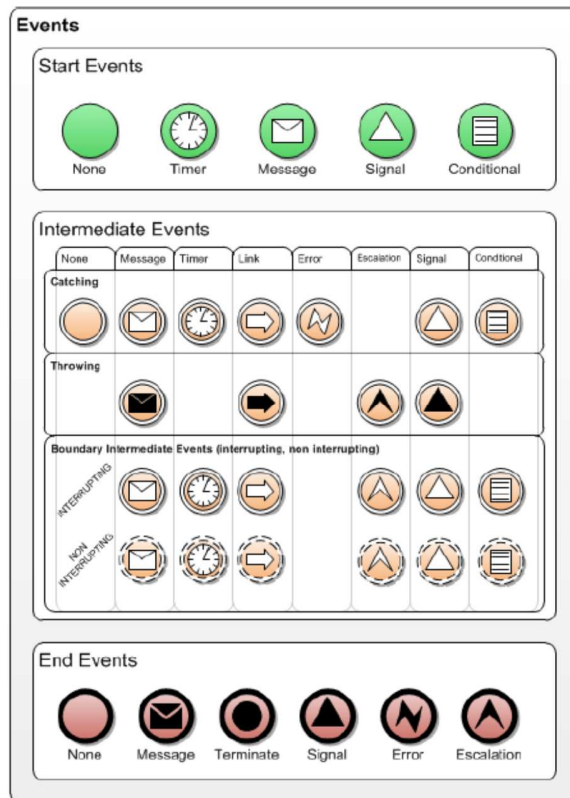 Events
Start Events
None Timer Message Signal Conditional
Intermediate Events
None Message Timer Link Error Escalation Signal Conditional
Catching
Throwing
Boundary Intermediate Events (interrupting, non interrupting)
INTERRUPTING
NON
INTERRUPTING
End Events
None Message Terminate Signal Error Escalation